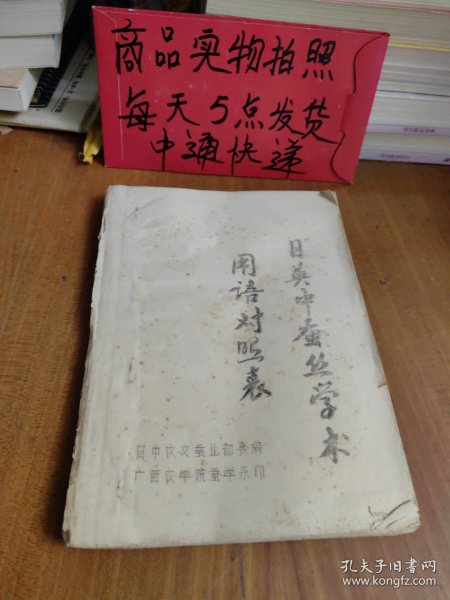 商品实物拍照
每天5点发货
中通快递
日英中蚕丝学术
用语对照表
日中农交蚕业部会编
广西农学院蚕学系印
孔夫子旧书网
www.kongfz.com